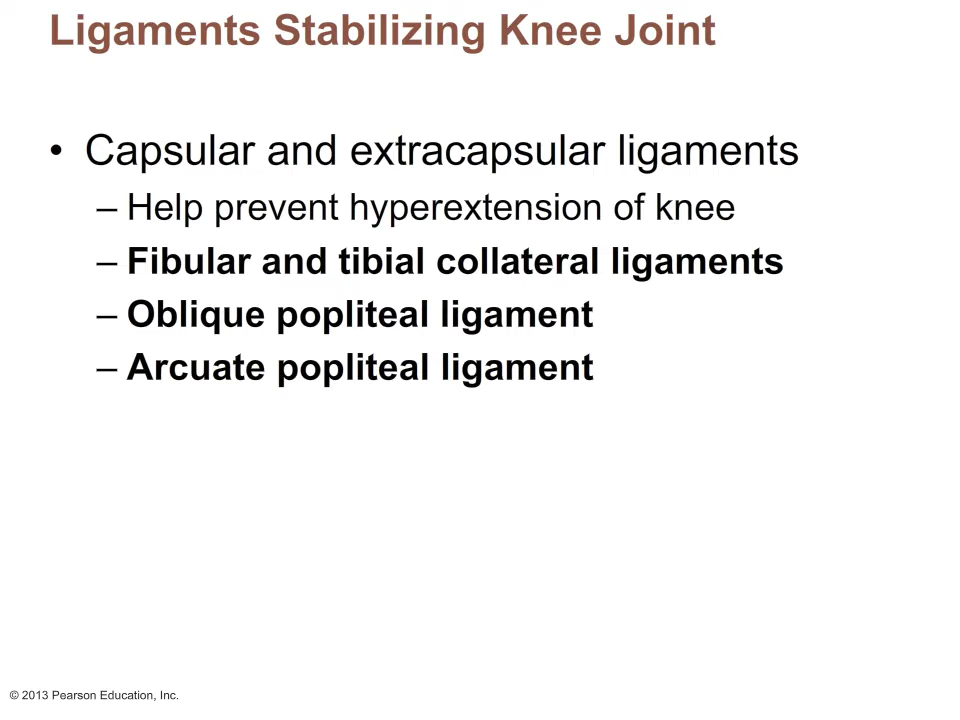 Ligaments Stabilizing Knee Joint
• Capsular and extracapsular ligaments
– Help prevent hyperextension of knee
– Fibular and tibial collateral ligaments
– Oblique popliteal ligament
– Arcuate popliteal ligament
© 2013 Pearson Education, Inc.